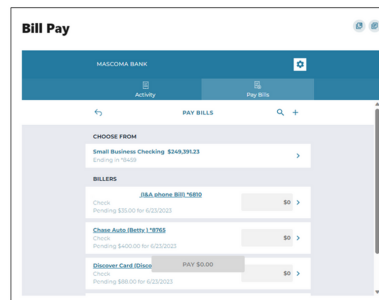 Bill Pay
MASCOMA BANK
Activity
Pay Bills
PAY BILLS
CHOOSE FROM
Small Business Checking $249,391.23
Ending in *9459
BILLERS
(I&A phone Bill) *6810
Check
$0
Pending $35.00 for 6/23/2023
Chase Auto (Betty ) *8765
Check
$0
Pending $400.00 for 6/23/2023
Discover Card (Disco
PAY $0.00
Check
$0
Pending $89.00 for 6/23/2023